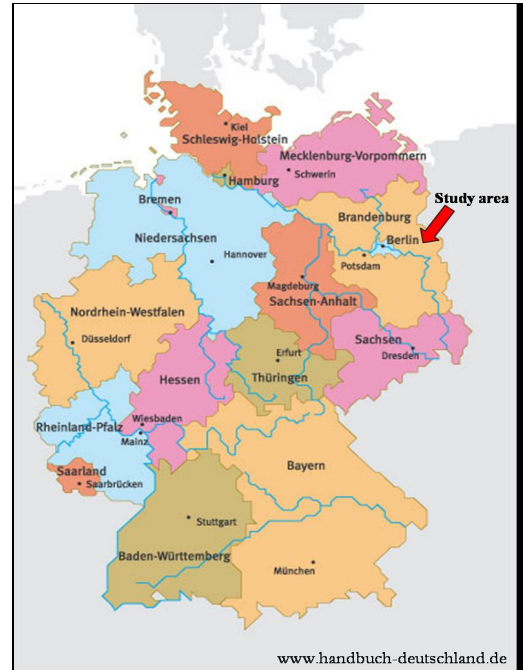 Kiel
Schleswig-Holstein
Mecklenburg-Vorpommern
Schwerin
Hamburg
Study area
Bremen
Brandenburg
Niedersachsen
Berlin
Hannover
Potsdam
Magdeburg
Sachsen-Anhalt
Nordrhein-Westfalen
Düsseldorf
Sachsen
Dresden
Erfurt
Thüringen
Hessen
Wiesbaden
Rheinland-Pfalz
Mainz
Bayern
Saarland
Saarbrücken
Stuttgart
Baden-Württemberg
München
www.handbuch-deutschland.de